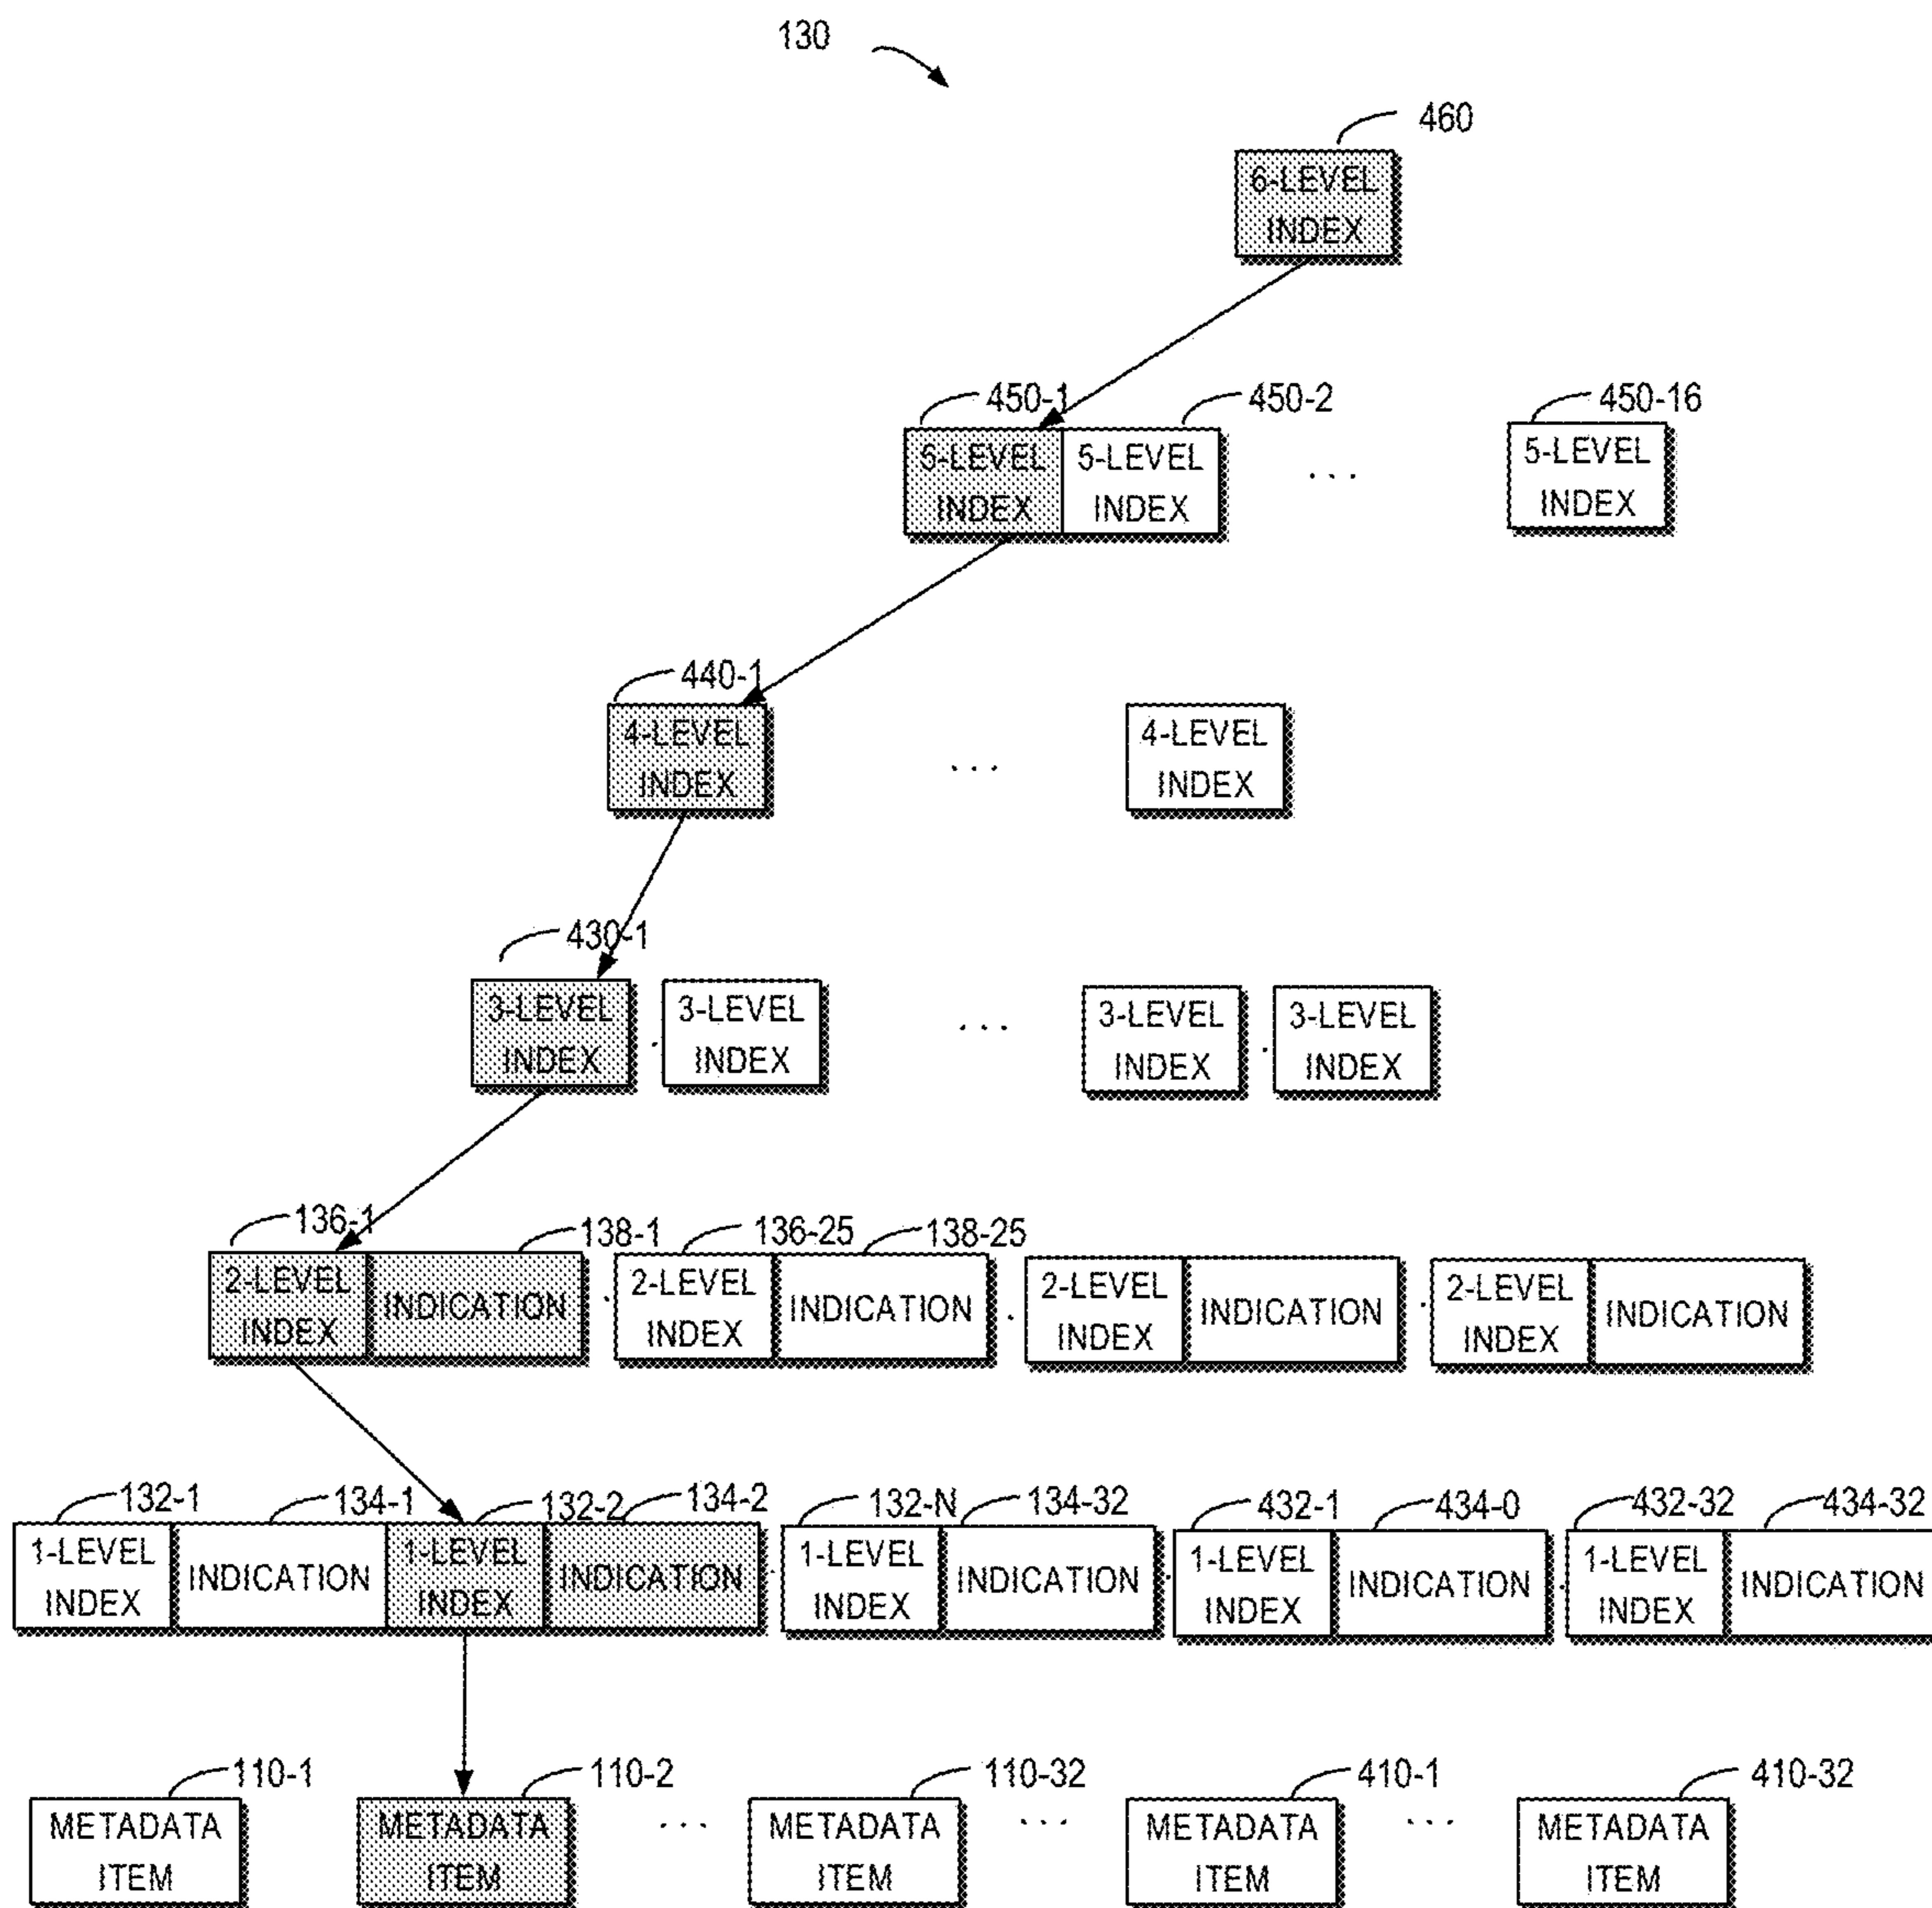 130
460
6-LEVEL
INDEX
450-1
450-2
450-16
5-LEVEL
INDEX
5-LEVEL
INDEX
...
5-LEVEL
INDEX
440-1
4-LEVEL
INDEX
...
4-LEVEL
INDEX
430-1
3-LEVEL
INDEX
3-LEVEL
INDEX
...
3-LEVEL
INDEX
3-LEVEL
INDEX
136-1
138-1
136-25
138-25
2-LEVEL
INDEX
INDICATION
2-LEVEL
INDEX
INDICATION
2-LEVEL
INDEX
INDICATION
2-LEVEL
INDEX
INDICATION
132-1
134-1
132-2
134-2
132-N
134-32
432-1
434-0
432-32
434-32
1-LEVEL
INDEX
INDICATION
1-LEVEL
INDEX
INDICATION
1-LEVEL
INDEX
INDICATION
1-LEVEL
INDEX
INDICATION
1-LEVEL
INDEX
INDICATION
110-1
110-2
110-32
410-1
410-32
METADATA
ITEM
METADATA
ITEM
...
METADATA
ITEM
...
METADATA
ITEM
...
METADATA
ITEM